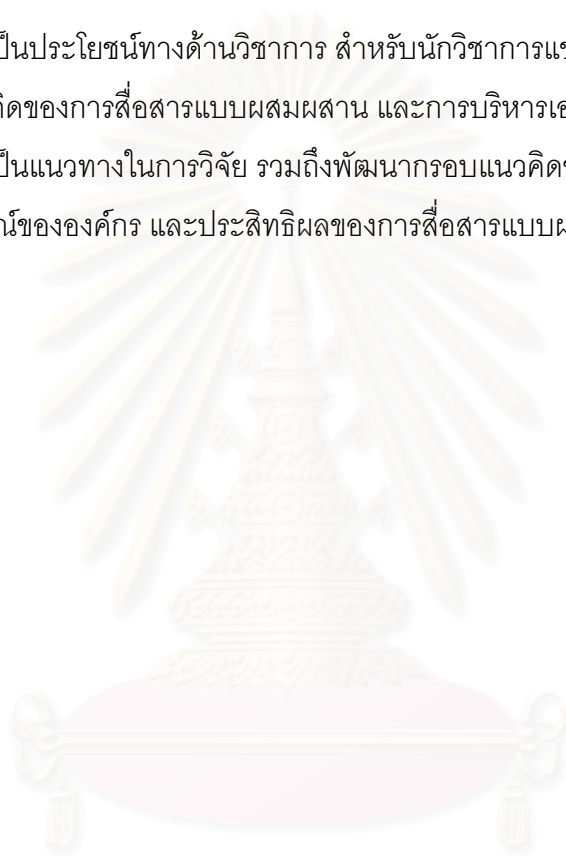 เป็นประโยชน์ทางด้านวิชาการ สำหรับนักวิชาการ
คิดของการสื่อสารแบบผสมผสาน และการบริหาร
เป็นแนวทางในการวิจัย รวมถึงพัฒนากรอบแนวคิด
ณ์ขององค์กร และประสิทธิผลของการสื่อสารแบบ